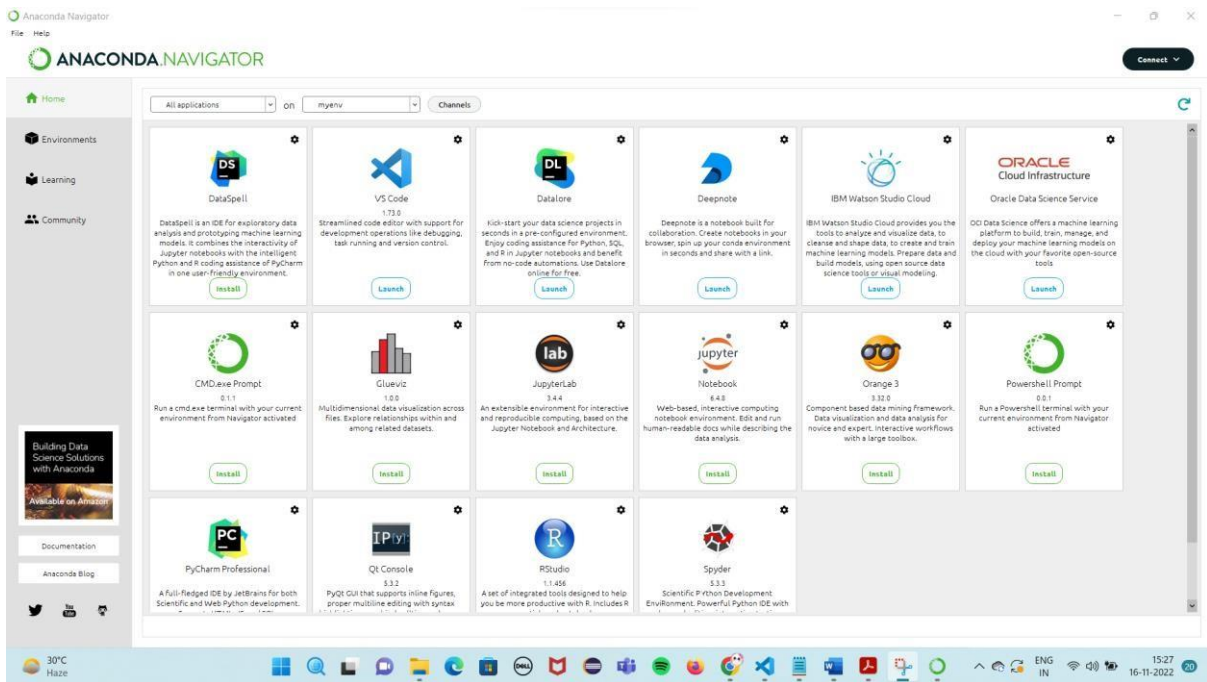 Anaconda Navigator
File Help
ANACONDA.NAVIGATOR
Connect
Home
All applications on myenv Channels
Environments
Learning
Community
DS
DataSpell
DataSpell is an IDE for exploratory data
analysis and prototyping machine learning
models. It combines the interactivity of
Jupyter notebooks with the intelligent
Python and R coding assistance of PyCharm
in one user-friendly environment.
Install
VS Code
1.73.0
Streamlined code editor with support for
development operations like debugging,
task running and version control.
Launch
DL
Datalore
Kick-start your data science projects in
seconds in a pre-configured environment.
Enjoy coding assistance for Python, SQL,
and R in Jupyter notebooks and benefit
from no-code automations. Use Datalore
online for free.
Launch
Deepnote
Deepnote is a notebook built for
collaboration. Create notebooks in your
browser, spin up your conda environment
in seconds and share with a link.
Launch
IBM Watson Studio Cloud
IBM Watson Studio Cloud provides you the
tools to analyze and visualize data, to
cleanse and shape data, to create and train
machine learning models. Prepare data and
build models, using open source data
science tools or visual modeling.
Launch
ORACLE
Cloud Infrastructure
Oracle Data Science Service
OCI Data Science offers a machine learning
platform to build, train, manage, and
deploy your machine learning models on
the cloud with your favorite open-source
tools
Launch
CMD.exe Prompt
0.1.1
Run a cmd.exe terminal with your current
environment from Navigator activated
Install
Glueviz
1.0.0
Multidimensional data visualization across
files. Explore relationships within and
among related datasets.
Install
lab
JupyterLab
3.4.4
An extensible environment for interactive
and reproducible computing, based on the
Jupyter Notebook and Architecture.
Install
jupyter
Notebook
6.4.8
Web-based, interactive computing
notebook environment. Edit and run
human-readable docs while describing the
data analysis.
Install
Orange 3
3.32.0
Component based data mining framework.
Data visualization and data analysis for
novice and expert. Interactive workflows
with a large toolbox.
Install
Powershell Prompt
0.0.1
Run a Powershell terminal with your
current environment from Navigator
activated
Install
PC
PyCharm Professional
A full-fledged IDE by JetBrains for both
Scientific and Web Python development.
IP[y]:
Qt Console
5.3.2
PyQt GUI that supports inline figures,
proper multiline editing with syntax
R
RStudio
1.1.456
A set of integrated tools designed to help
you be more productive with R. Includes R
Spyder
5.3.3
Scientific PYthon Development
EnviRonment. Powerful Python IDE with
Building Data
Science Solutions
with Anaconda
Available on Amazon
Documentation
Anaconda Blog
You
Tube
30°C
Haze
DELL
ENG
IN
15:27
16-11-2022
20